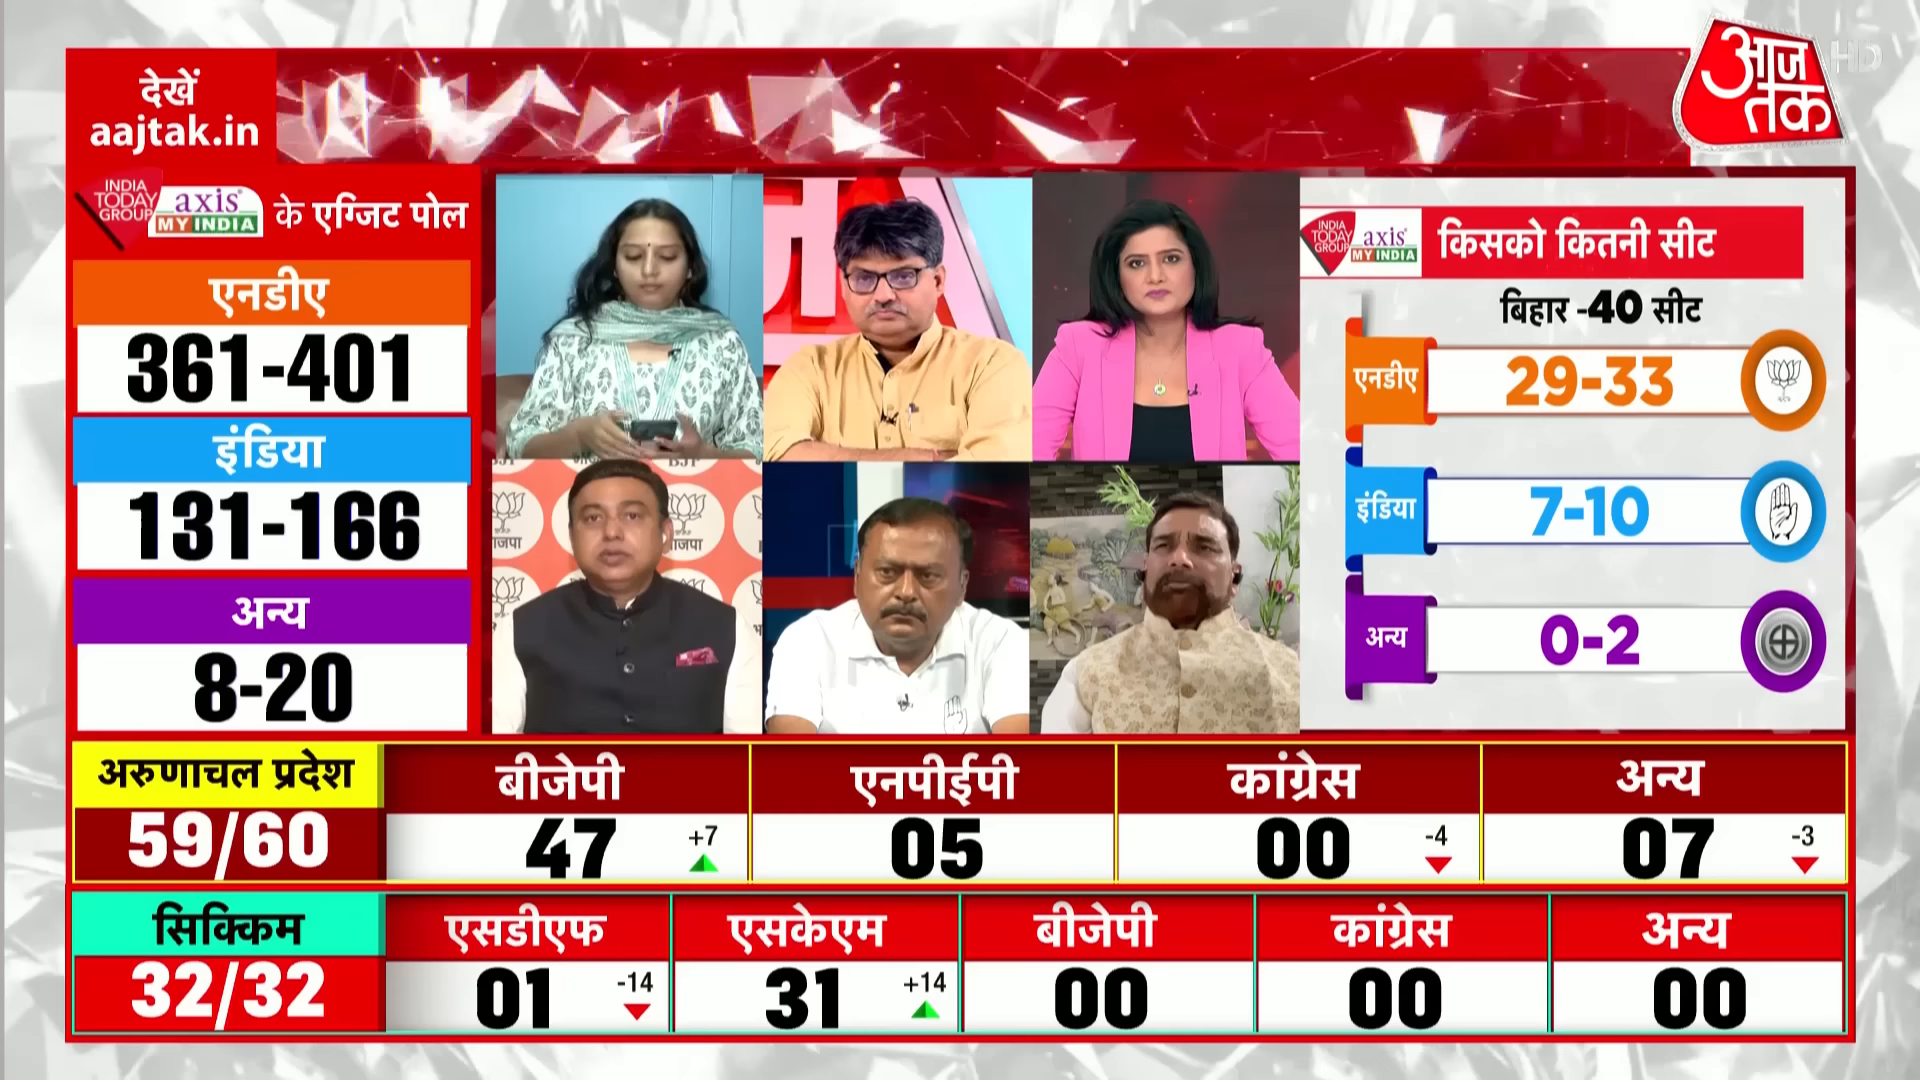 देखें
aajtak.in
आज
तक
HD
INDIA
TODAY
GROUP
axis
MY INDIA
के एग्जिट पोल
एनडीए
361-401
इंडिया
131-166
अन्य
8-20
BJP
भाजपा
INDIA
TODAY
GROUP
axis
MY INDIA
किसको कितनी सीट
बिहार -40 सीट
एनडीए 29-33
इंडिया 7-10
अन्य 0-2
अरुणाचल प्रदेश बीजेपी एनपीईपी कांग्रेस अन्य
59/60 47 +7 05 00 -4 07 -3
सिक्किम एसडीएफ एसकेएम बीजेपी कांग्रेस अन्य
32/32 01 -14 31 +14 00 00 00